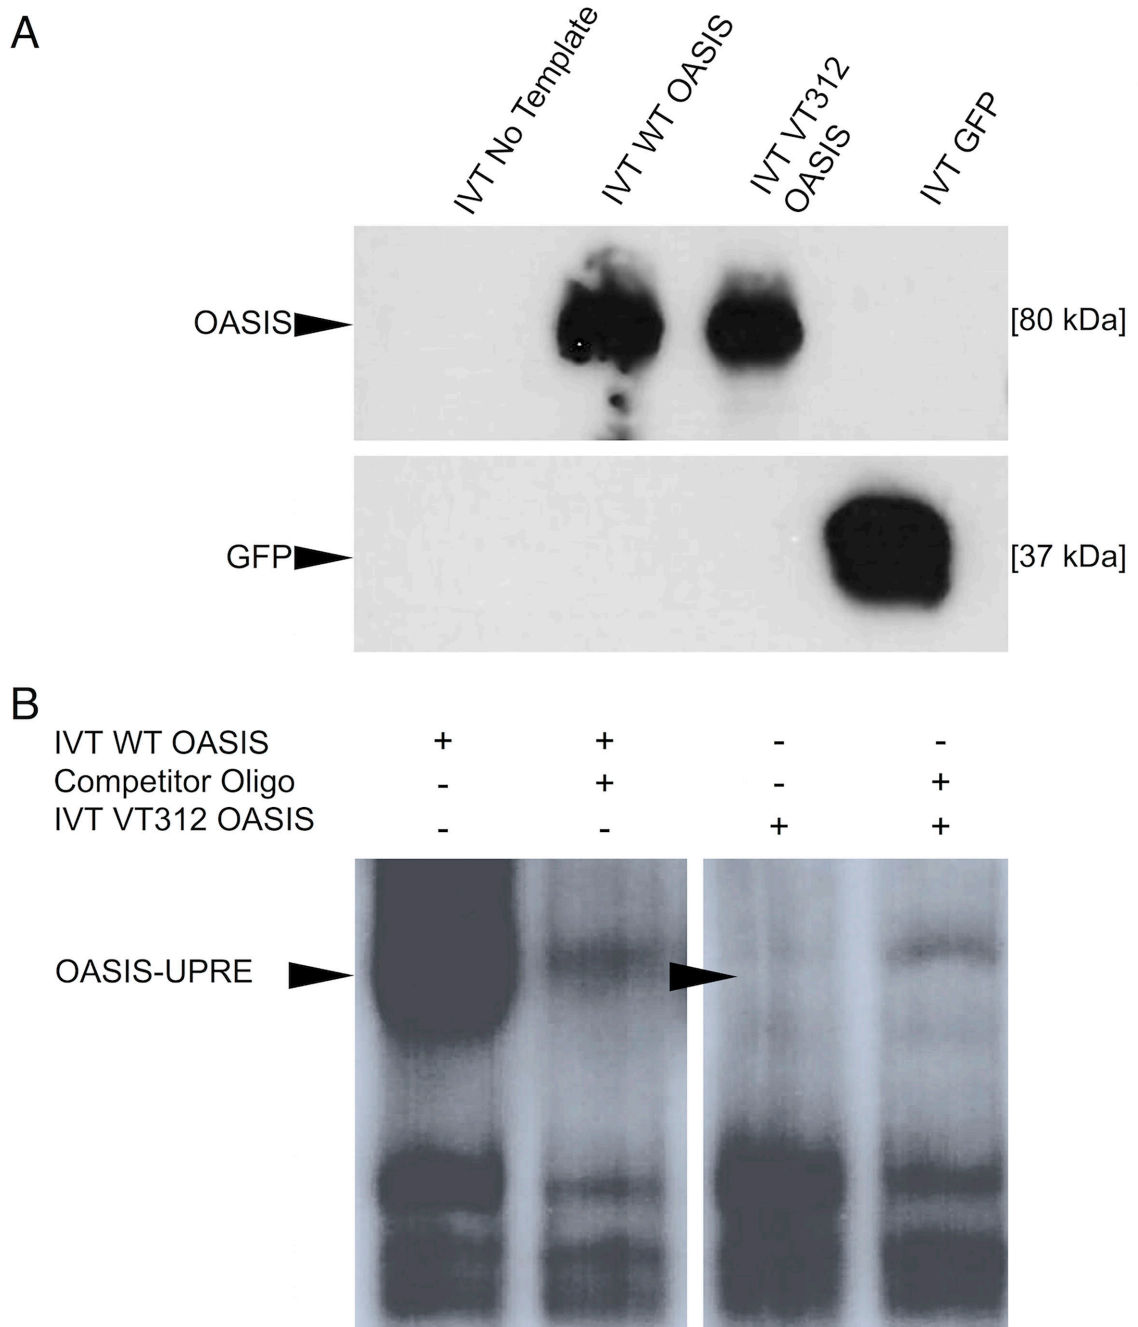 A
IVT No Template
IVT WT OASIS
IVT VT312
OASIS
IVT GFP
OASIS
[80 kDa]
GFP
[37 kDa]
B
IVT WT OASIS + + - -
Competitor Oligo - + - +
IVT VT312 OASIS - - + +
OASIS-UPRE